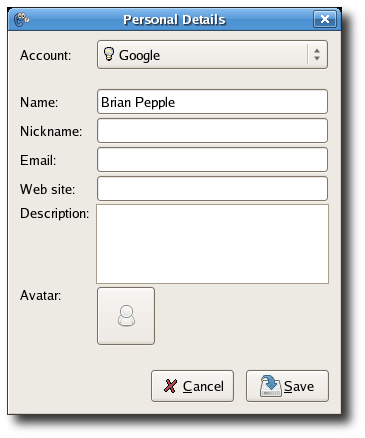 Personal Details
Account: Google
Name: Brian Pepple
Nickname:
Email:
Web site:
Description:
Avatar:
Cancel Save